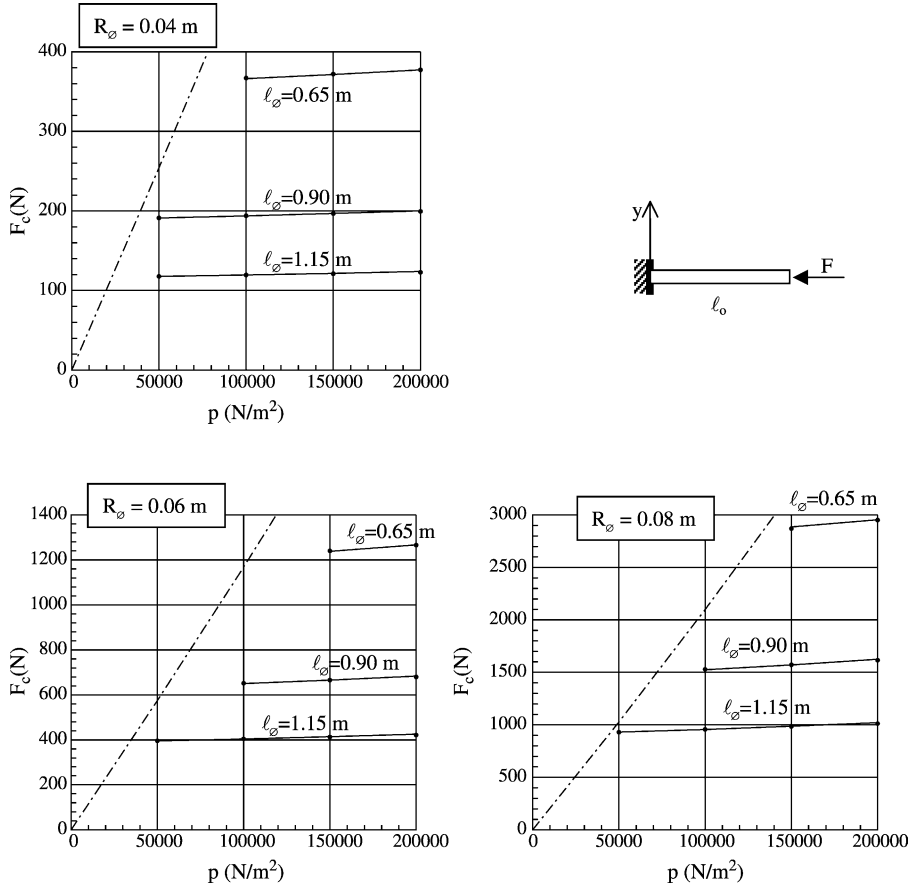 R∅ = 0.04 m
400
300
200
100
0
Fc(N)
ℓ∅=0.65 m
ℓ∅=0.90 m
ℓ∅=1.15 m
0 50000 100000 150000 200000
p (N/m²)
y
F
ℓo
R∅ = 0.06 m
1400
1200
1000
800
600
400
200
0
Fc(N)
ℓ∅=0.65 m
ℓ∅=0.90 m
ℓ∅=1.15 m
0 50000 100000 150000 200000
p (N/m²)
R∅ = 0.08 m
3000
2500
2000
1500
1000
500
0
Fc(N)
ℓ∅=0.65 m
ℓ∅=0.90 m
ℓ∅=1.15 m
0 50000 100000 150000 200000
p (N/m²)